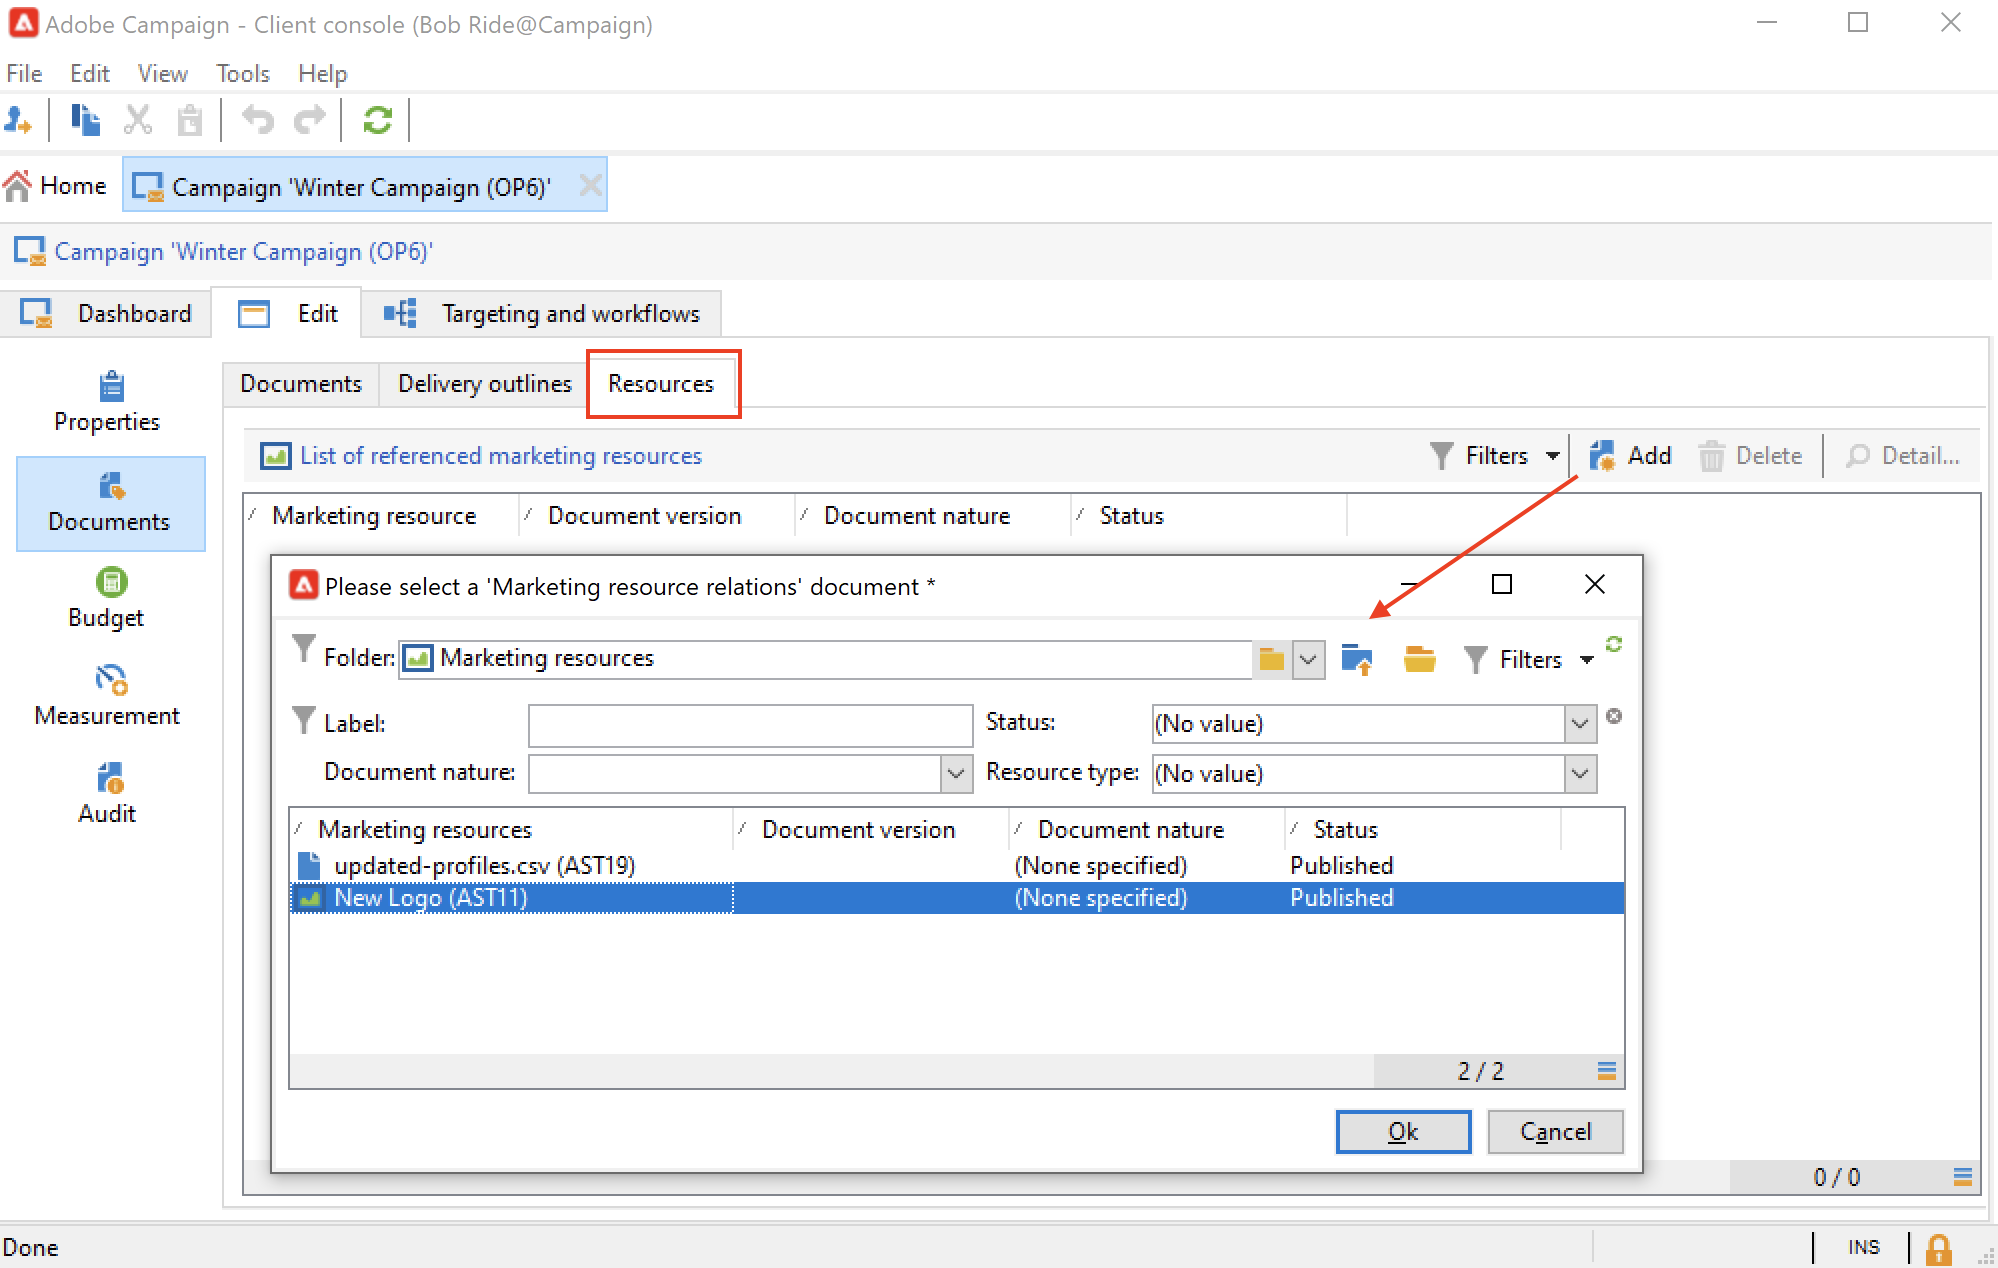 Adobe Campaign - Client console (Bob Ride@Campaign)
File Edit View Tools Help
Home Campaign 'Winter Campaign (OP6)'
Campaign 'Winter Campaign (OP6)'
Dashboard Edit Targeting and workflows
Documents Delivery outlines Resources
Properties
Documents
Budget
Measurement
Audit
List of referenced marketing resources Filters Add Delete Detail...
Marketing resource Document version Document nature Status
Please select a 'Marketing resource relations' document *
Folder: Marketing resources Filters
Label: Status: (No value)
Document nature: Resource type: (No value)
Marketing resources Document version Document nature Status
updated-profiles.csv (AST19) (None specified) Published
New Logo (AST11) (None specified) Published
2 / 2
Ok Cancel
0 / 0
Done INS